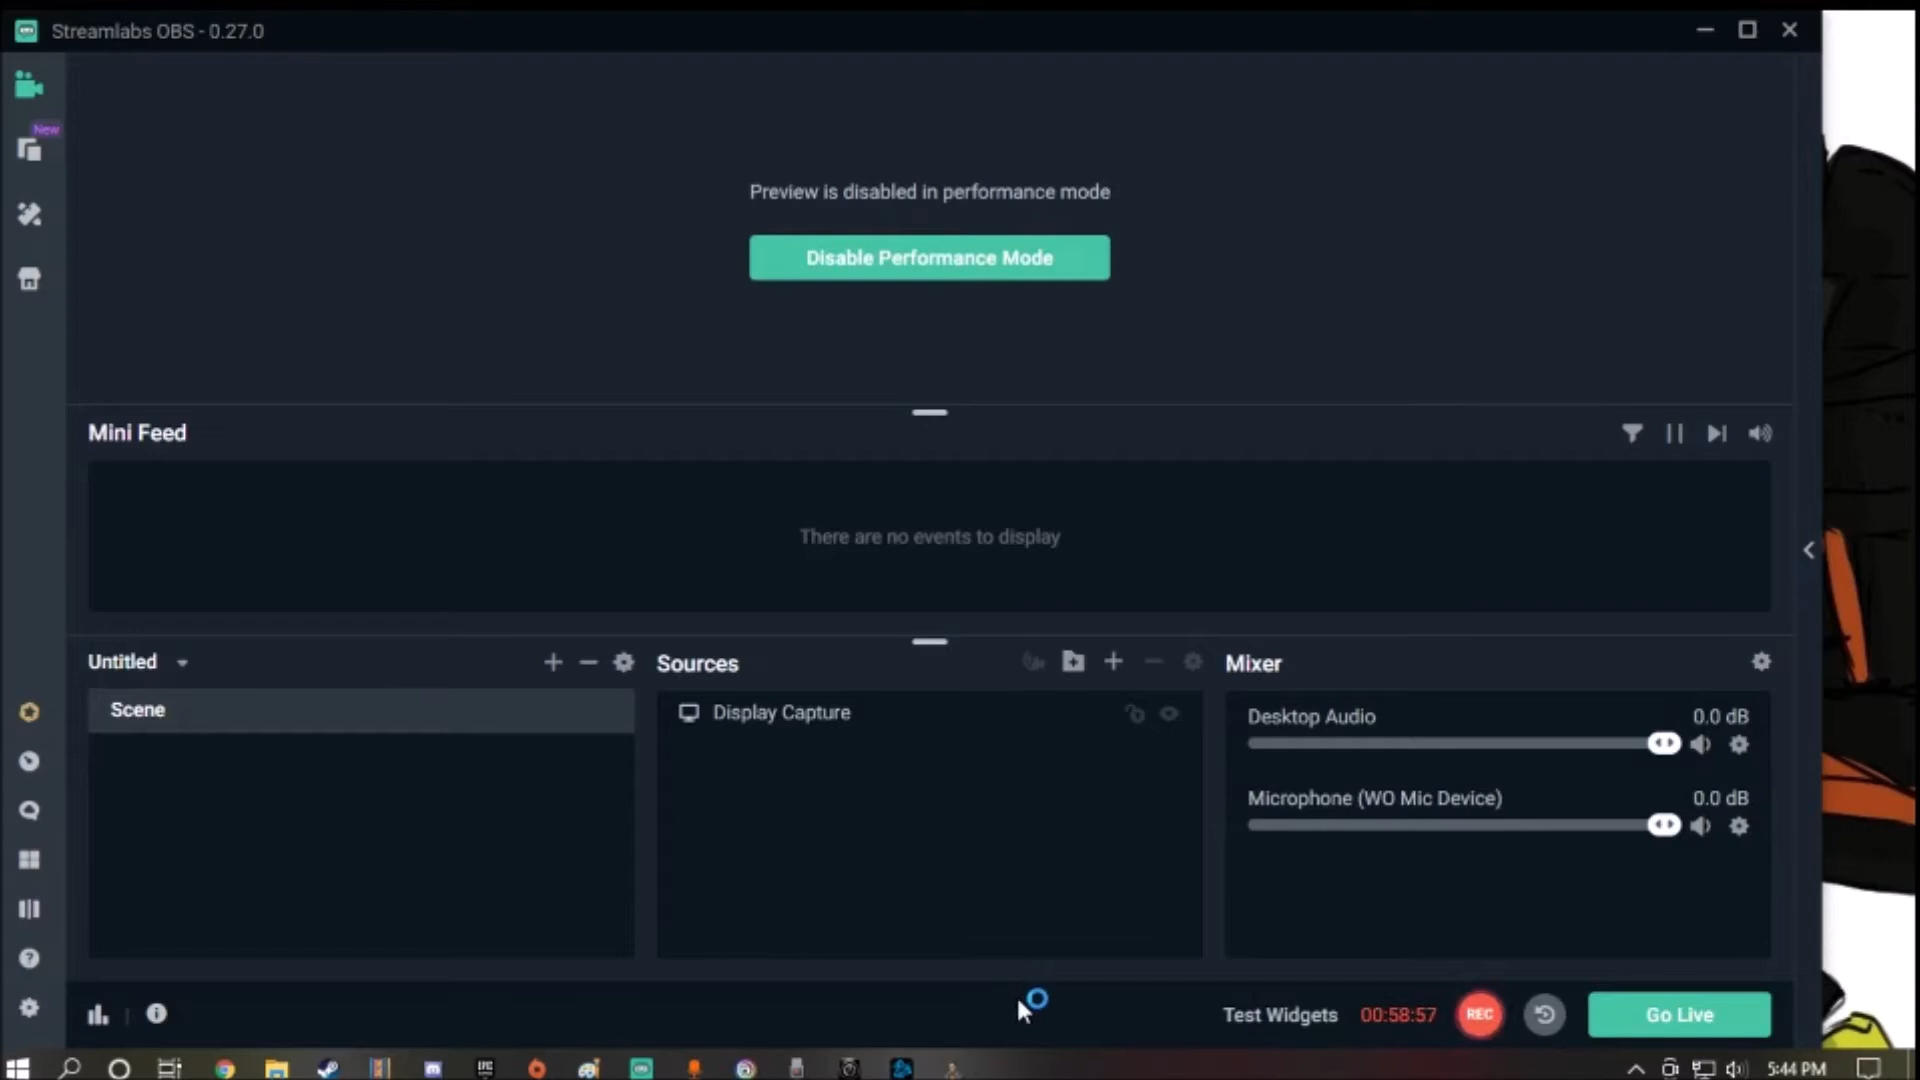 Streamlabs OBS - 0.27.0
New
Preview is disabled in performance mode
Disable Performance Mode
Mini Feed
There are no events to display
Untitled
Scene
Sources
Display Capture
Mixer
Desktop Audio 0.0 dB
Microphone (WO Mic Device) 0.0 dB
Test Widgets 00:58:57 REC Go Live
EPIC
5:44 PM